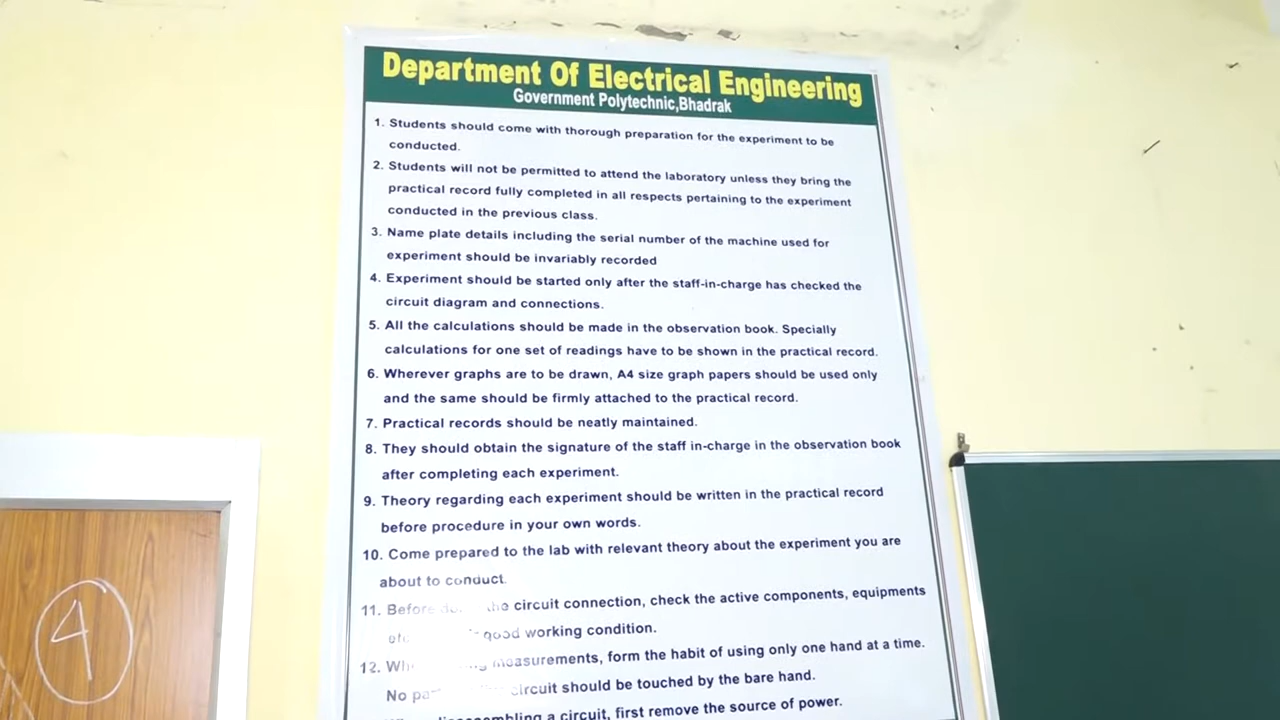 Department Of Electrical Engineering
Government Polytechnic,Bhadrak
1. Students should come with thorough preparation for the experiment to be
conducted.
2. Students will not be permitted to attend the laboratory unless they bring the
practical record fully completed in all respects pertaining to the experiment
conducted in the previous class.
3. Name plate details including the serial number of the machine used for
experiment should be invariably recorded
4. Experiment should be started only after the staff-in-charge has checked the
circuit diagram and connections.
5. All the calculations should be made in the observation book. Specially
calculations for one set of readings have to be shown in the practical record.
6. Wherever graphs are to be drawn, A4 size graph papers should be used only
and the same should be firmly attached to the practical record.
7. Practical records should be neatly maintained.
8. They should obtain the signature of the staff in-charge in the observation book
after completing each experiment.
9. Theory regarding each experiment should be written in the practical record
before procedure in your own words.
10. Come prepared to the lab with relevant theory about the experiment you are
about to conduct.
11. Before the circuit connection, check the active components, equipments
good working condition.
12. measurements, form the habit of using only one hand at a time.
No circuit should be touched by the bare hand.
a circuit, first remove the source of power.
4